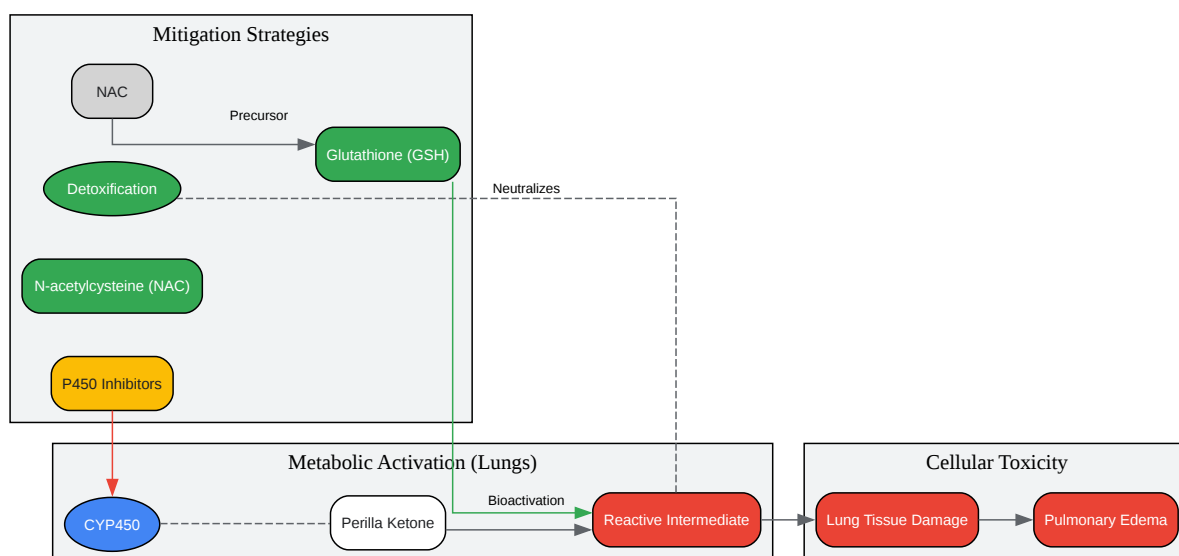 Mitigation Strategies
NAC
Precursor
Glutathione (GSH)
Detoxification
Neutralizes
N-acetylcysteine (NAC)
P450 Inhibitors
Metabolic Activation (Lungs)
CYP450
Perilla Ketone
Bioactivation
Reactive Intermediate
Cellular Toxicity
Lung Tissue Damage
Pulmonary Edema